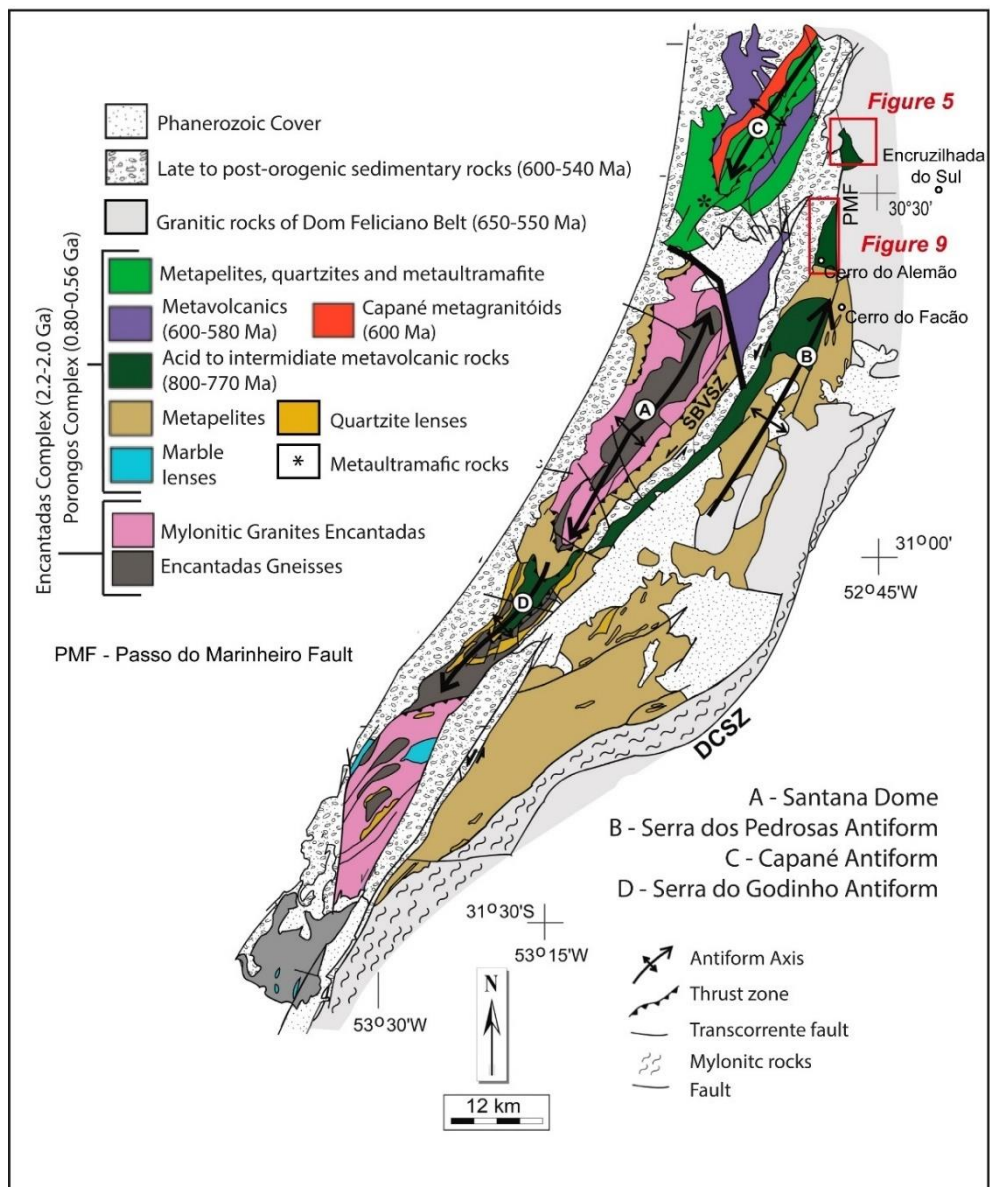 Phanerozoic Cover
Late to post-orogenic sedimentary rocks (600-540 Ma)
Granitic rocks of Dom Feliciano Belt (650-550 Ma)
Encantadas Complex (2.2-2.0 Ga)
Porongos Complex (0.80-0.56 Ga)
Metapelites, quartzites and metaultramafite
Metavolcanics
(600-580 Ma)
Capané metagranitóids
(600 Ma)
Acid to intermidiate metavolcanic rocks
(800-770 Ma)
Metapelites
Quartzite lenses
Marble
lenses
* Metaultramafic rocks
Mylonitic Granites Encantadas
Encantadas Gneisses
PMF - Passo do Marinheiro Fault
C
*
Figure 5
Encruzilhada
do Sul
PMF
30°30'
Figure 9
Cerro do Alemão
Cerro do Facão
B
A
SBVSZ
D
31°00'
52°45'W
DCSZ
A - Santana Dome
B - Serra dos Pedrosas Antiform
C - Capané Antiform
D - Serra do Godinho Antiform
31°30'S
53°15'W
53°30'W
N
12 km
Antiform Axis
Thrust zone
Transcorrente fault
Mylonitc rocks
Fault